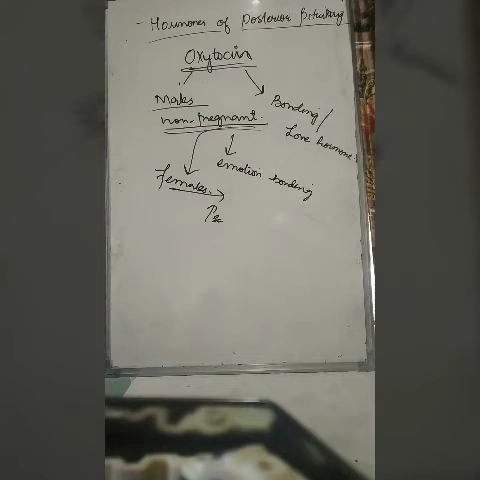 - Hormones of Posterior Pituitary
Oxytocin
Males
non-pregnant.
Bonding /
Love hormone.
emotion bonding
Females.